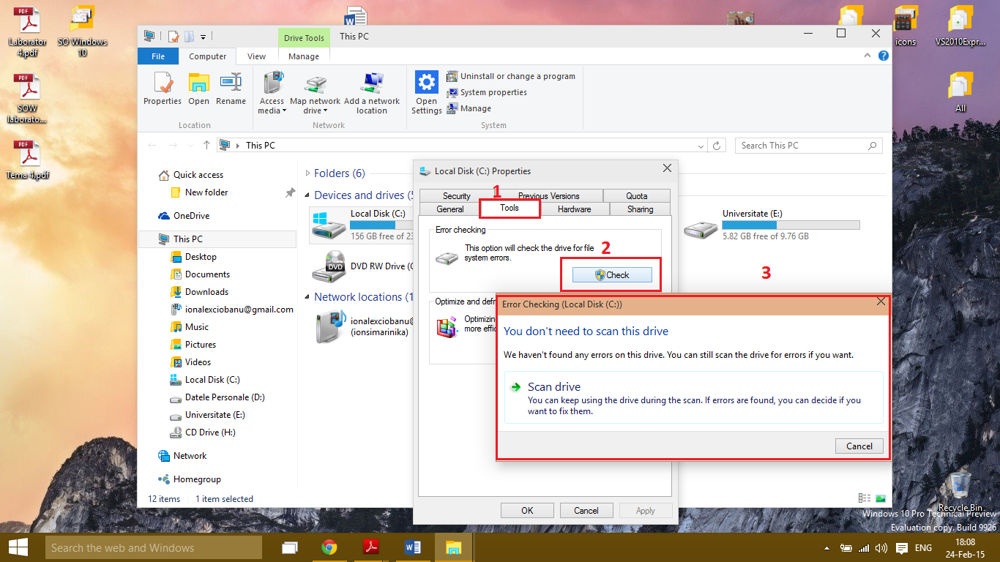 Laborator
4.pdf
SO Windows
10
SOW
laborato...
Tema 4.pdf
icons
VS2010Expr...
All
Recycle Bin
Drive Tools
This PC
File
Computer
View
Manage
Properties
Open
Rename
Access
media
Map network
drive
Add a network
location
Open
Settings
Uninstall or change a program
System properties
Manage
Location
Network
System
This PC
Search This PC
Quick access
New folder
OneDrive
This PC
Desktop
Documents
Downloads
ionalexciobanu@gmail.com
Music
Pictures
Videos
Local Disk (C:)
Datele Personale (D:)
Universitate (E:)
CD Drive (H:)
Network
Homegroup
12 items
1 item selected
Folders (6)
Devices and drives (
Local Disk (C:)
156 GB free of 23
DVD
DVD RW Drive (
Network locations (1
ionalexciobanu@
(ionsimarinika)
Universitate (E:)
5.82 GB free of 9.76 GB
Local Disk (C:) Properties
Security
Previous Versions
Quota
General
1
Tools
Hardware
Sharing
Error checking
This option will check the drive for file
system errors.
2
Check
3
Optimize and defr
Optimizing
more effic
OK
Cancel
Apply
Error Checking (Local Disk (C:))
You don't need to scan this drive
We haven't found any errors on this drive. You can still scan the drive for errors if you want.
Scan drive
You can keep using the drive during the scan. If errors are found, you can decide if you
want to fix them.
Cancel
Windows 10 Pro Technical Preview
Evaluation copy. Build 9926
Search the web and Windows
ENG
18:08
24-Feb-15